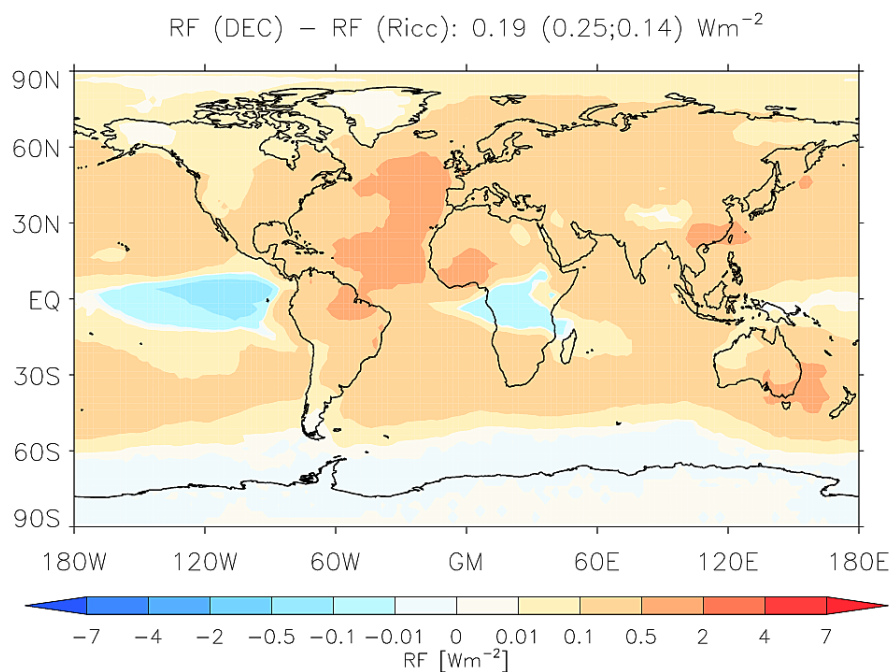 RF (DEC) − RF (Ricc): 0.19 (0.25;0.14) Wm⁻²
90N
60N
30N
EQ
30S
60S
90S
180W 120W 60W GM 60E 120E 180E
−7 −4 −2 −0.5 −0.1 −0.01 0 0.01 0.1 0.5 2 4 7
RF [Wm⁻²]